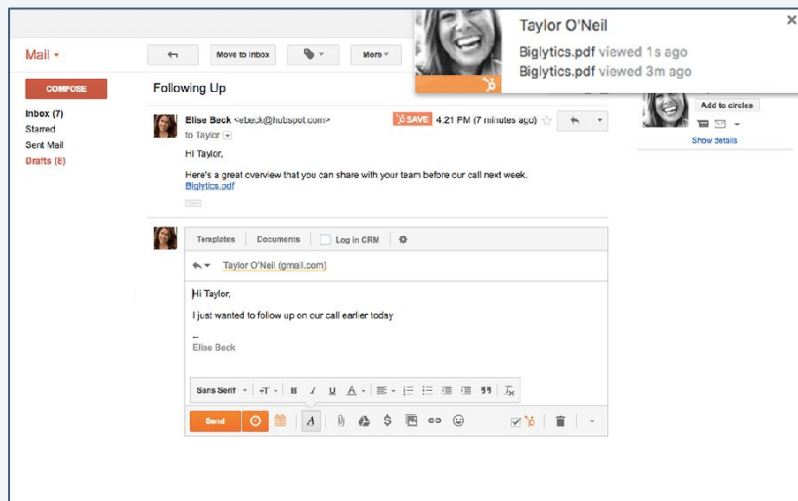 Taylor O'Neil
Biglytics.pdf viewed 1s ago
Biglytics.pdf viewed 3m ago
Mail
Move to Inbox
More
COMPOSE
Following Up
Inbox (7)
Starred
Sent Mail
Drafts (8)
Elise Beck <ebeck@hubspot.com>
SAVE 4:21 PM (7 minutes ago)
to Taylor
Add to circles
Show details
Hi Taylor,
Here's a great overview that you can share with your team before our call next week.
Biglytics.pdf
Templates Documents Log in CRM
Taylor O'Neil (gmail.com)
Hi Taylor,
I just wanted to follow up on our call earlier today
--
Elise Beck
Sans Serif T B I U A
Send A $